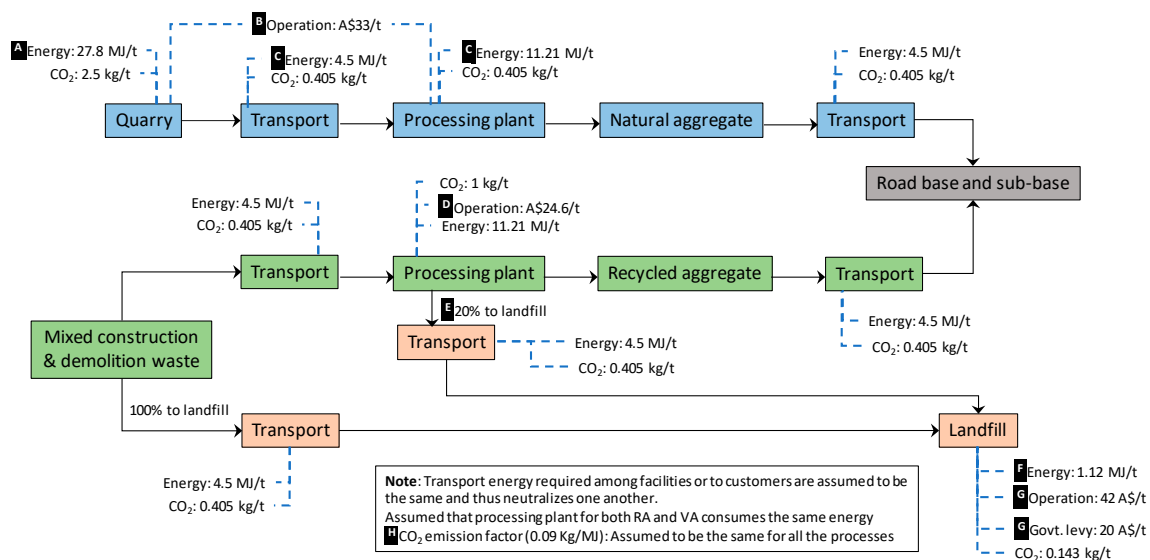 B Operation: A$33/t
A Energy: 27.8 MJ/t
CO₂: 2.5 kg/t
C Energy: 4.5 MJ/t
CO₂: 0.405 kg/t
C Energy: 11.21 MJ/t
CO₂: 0.405 kg/t
Energy: 4.5 MJ/t
CO₂: 0.405 kg/t
Quarry
Transport
Processing plant
Natural aggregate
Transport
Road base and sub-base
Energy: 4.5 MJ/t
CO₂: 0.405 kg/t
CO₂: 1 kg/t
D Operation: A$24.6/t
Energy: 11.21 MJ/t
Transport
Processing plant
Recycled aggregate
Transport
E 20% to landfill
Energy: 4.5 MJ/t
CO₂: 0.405 kg/t
Mixed construction
& demolition waste
Transport
Energy: 4.5 MJ/t
CO₂: 0.405 kg/t
100% to landfill
Transport
Landfill
Energy: 4.5 MJ/t
CO₂: 0.405 kg/t
F Energy: 1.12 MJ/t
G Operation: 42 A$/t
G Govt. levy: 20 A$/t
CO₂: 0.143 kg/t
Note: Transport energy required among facilities or to customers are assumed to be
the same and thus neutralizes one another.
Assumed that processing plant for both RA and VA consumes the same energy
H CO₂ emission factor (0.09 Kg/MJ): Assumed to be the same for all the processes